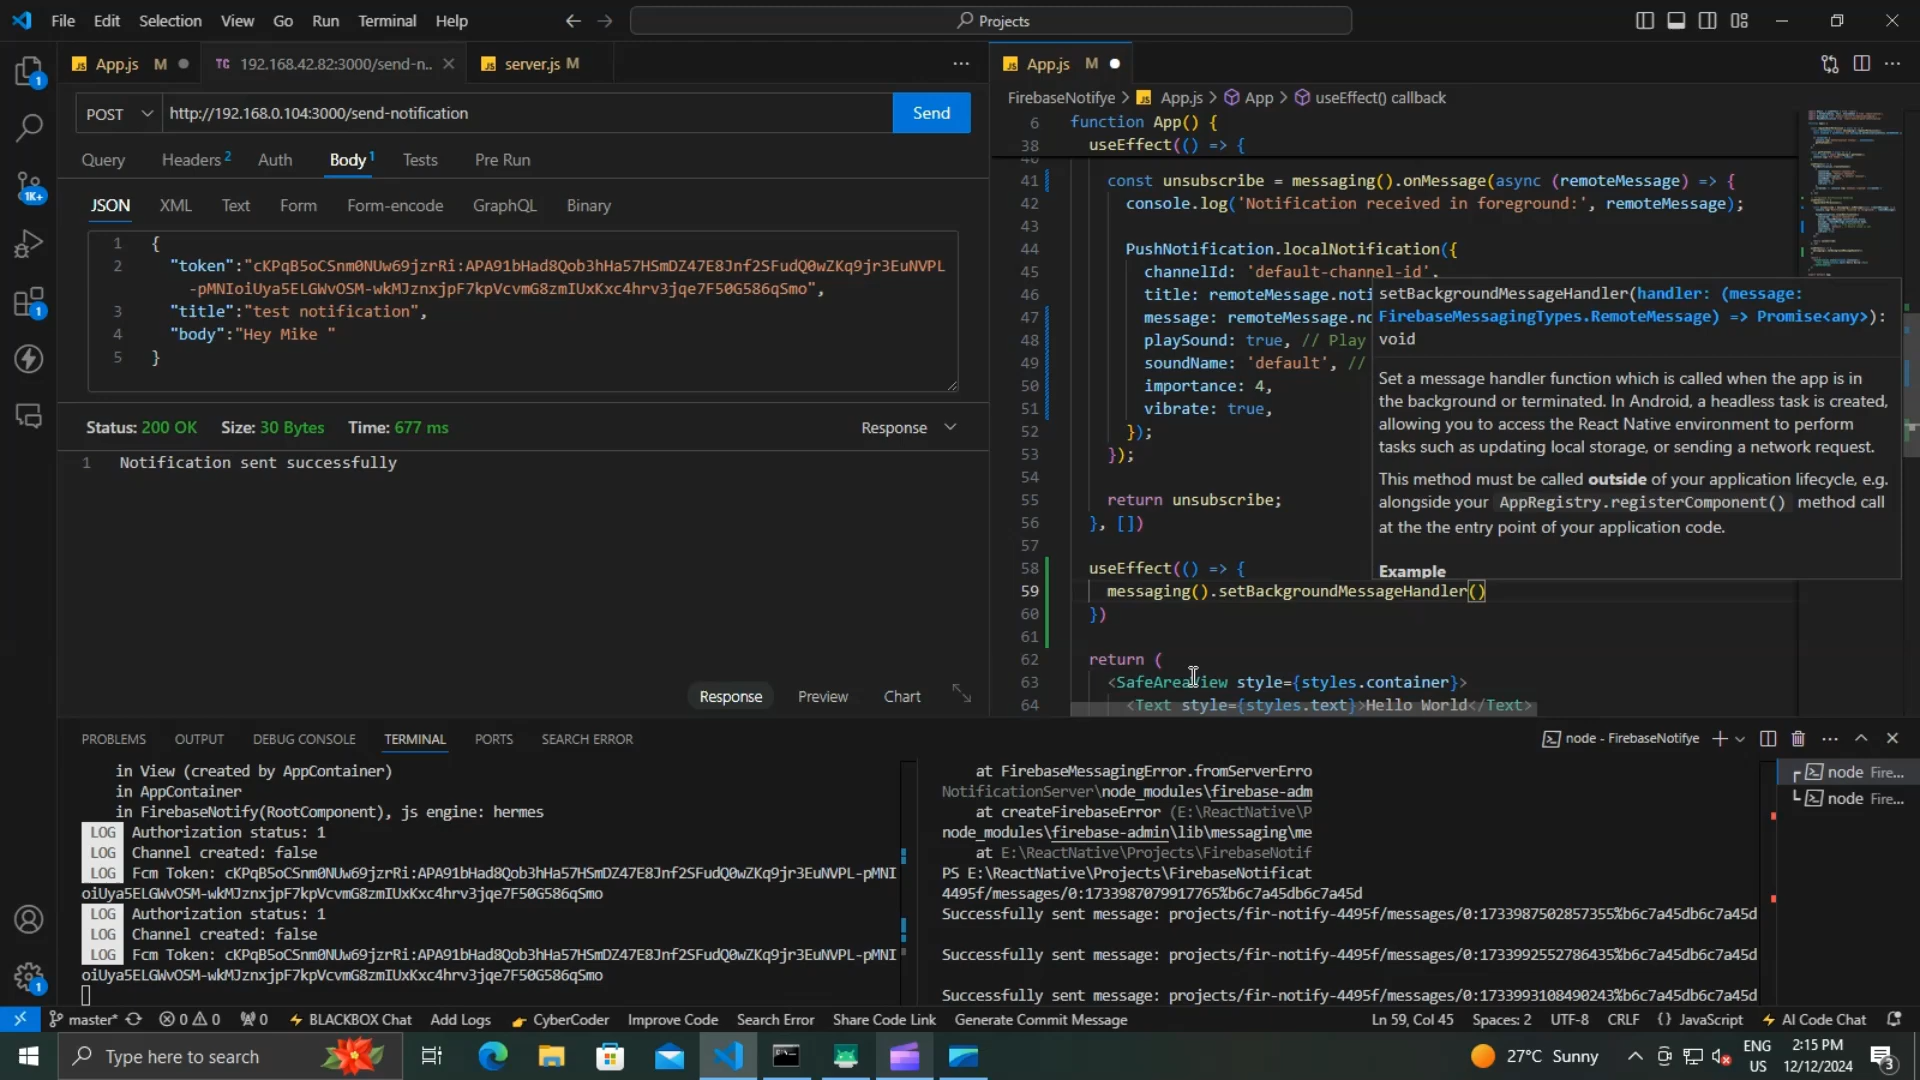 File Edit Selection View Go Run Terminal Help
Projects
App.js M
TC 192.168.42.82:3000/send-n..
server.js M
App.js M
POST http://192.168.0.104:3000/send-notification Send
Query Headers 2 Auth Body 1 Tests Pre Run
JSON XML Text Form Form-encode GraphQL Binary
1 {
2 "token":"cKPqB5oCSnm0NUw69jzrRi:APA91bHad8Qob3hHa57HSmDZ47E8Jnf2SFudQ0wZKq9jr3EuNVPL
-pMNIoiUya5ELGWvOSM-wkMJznxjpF7kpVcvmG8zmIUxKxc4hrv3jqe7F50G586qSmo",
3 "title":"test notification",
4 "body":"Hey Mike "
5 }
Status: 200 OK Size: 30 Bytes Time: 677 ms Response
1 Notification sent successfully
Response Preview Chart
FirebaseNotifye > App.js > App > useEffect() callback
6 function App() {
38 useEffect(() => {
41 const unsubscribe = messaging().onMessage(async (remoteMessage) => {
42 console.log('Notification received in foreground:', remoteMessage);
43
44 PushNotification.localNotification({
45 channelId: 'default-channel-id',
46 title: remoteMessage.noti
47 message: remoteMessage.no
48 playSound: true, // Play
49 soundName: 'default', //
50 importance: 4,
51 vibrate: true,
52 });
53 });
54
55 return unsubscribe;
56 }, [])
57
58 useEffect(() => {
59 messaging().setBackgroundMessageHandler()
60 })
61
62 return (
63 <SafeAreaView style={styles.container}>
64 <Text style={styles.text}>Hello World</Text>
setBackgroundMessageHandler(handler: (message:
FirebaseMessagingTypes.RemoteMessage) => Promise<any>):
void
Set a message handler function which is called when the app is in
the background or terminated. In Android, a headless task is created,
allowing you to access the React Native environment to perform
tasks such as updating local storage, or sending a network request.
This method must be called outside of your application lifecycle, e.g.
alongside your AppRegistry.registerComponent() method call
at the the entry point of your application code.
Example
PROBLEMS OUTPUT DEBUG CONSOLE TERMINAL PORTS SEARCH ERROR
node - FirebaseNotifye
in View (created by AppContainer)
in AppContainer
in FirebaseNotify(RootComponent), js engine: hermes
LOG Authorization status: 1
LOG Channel created: false
LOG Fcm Token: cKPqB5oCSnm0NUw69jzrRi:APA91bHad8Qob3hHa57HSmDZ47E8Jnf2SFudQ0wZKq9jr3EuNVPL-pMNI
oiUya5ELGWvOSM-wkMJznxjpF7kpVcvmG8zmIUxKxc4hrv3jqe7F50G586qSmo
LOG Authorization status: 1
LOG Channel created: false
LOG Fcm Token: cKPqB5oCSnm0NUw69jzrRi:APA91bHad8Qob3hHa57HSmDZ47E8Jnf2SFudQ0wZKq9jr3EuNVPL-pMNI
oiUya5ELGWvOSM-wkMJznxjpF7kpVcvmG8zmIUxKxc4hrv3jqe7F50G586qSmo
at FirebaseMessagingError.fromServerErro
NotificationServer\node_modules\firebase-adm
at createFirebaseError (E:\ReactNative\P
node_modules\firebase-admin\lib\messaging\me
at E:\ReactNative\Projects\FirebaseNotif
PS E:\ReactNative\Projects\FirebaseNotificat
4495f/messages/0:1733987079917765%b6c7a45db6c7a45d
Successfully sent message: projects/fir-notify-4495f/messages/0:1733987502857355%b6c7a45db6c7a45d
Successfully sent message: projects/fir-notify-4495f/messages/0:1733992552786435%b6c7a45db6c7a45d
Successfully sent message: projects/fir-notify-4495f/messages/0:1733993108490243%b6c7a45db6c7a45d
node Fire...
node Fire...
1
1K+
1
1
master* 0 0 0 BLACKBOX Chat Add Logs CyberCoder Improve Code Search Error Share Code Link Generate Commit Message
Ln 59, Col 45 Spaces: 2 UTF-8 CRLF {} JavaScript AI Code Chat
Type here to search
27°C Sunny
ENG
US
2:15 PM
12/12/2024
3